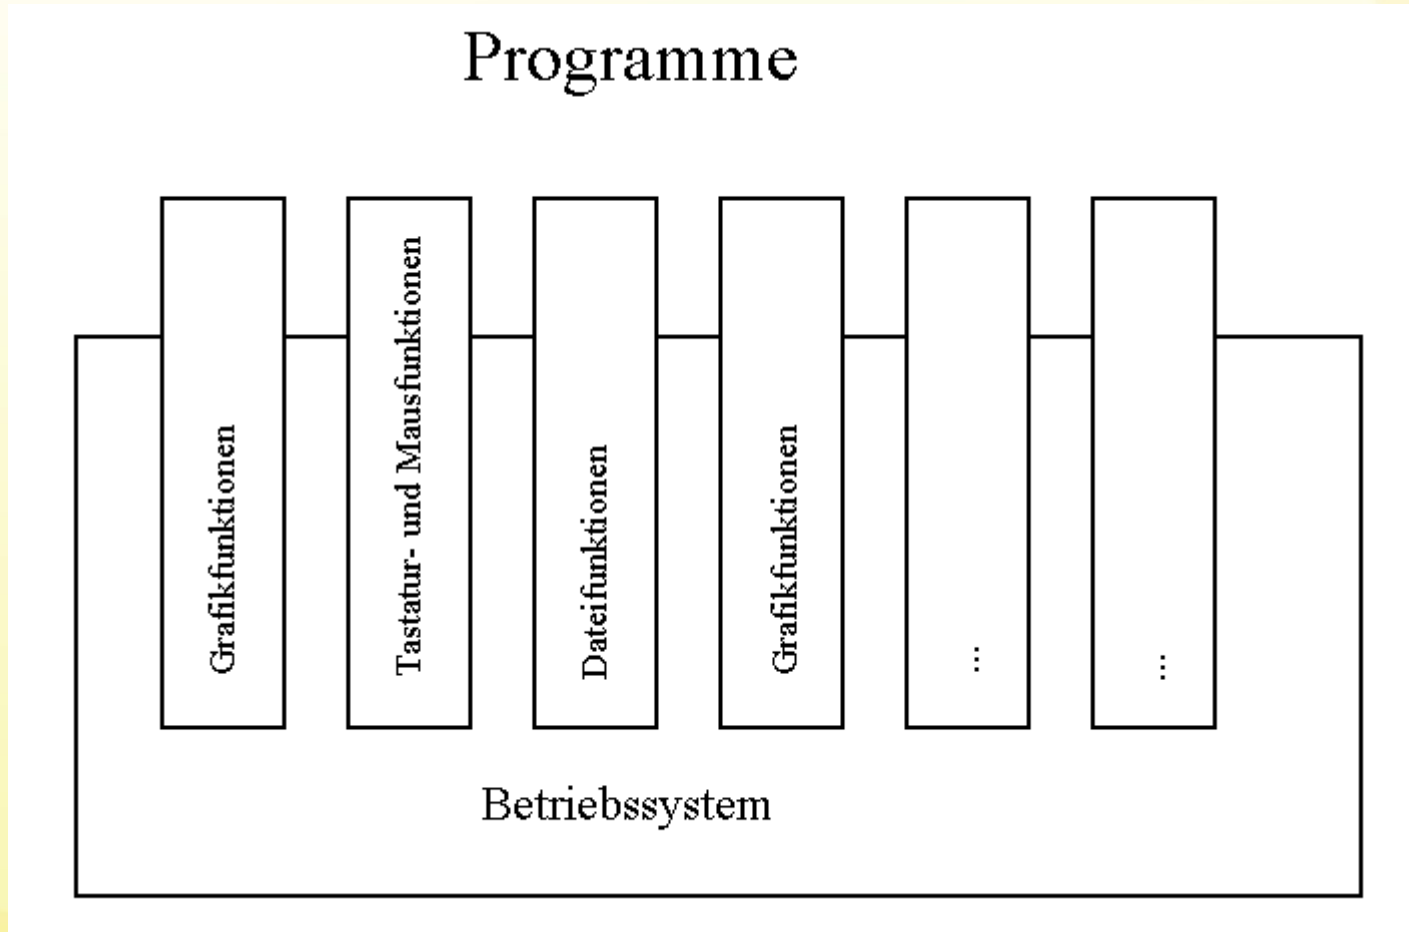 Programme
Grafikfunktionen
Tastatur- und Mausfunktionen
Dateifunktionen
Grafikfunktionen
...
...
Betriebssystem